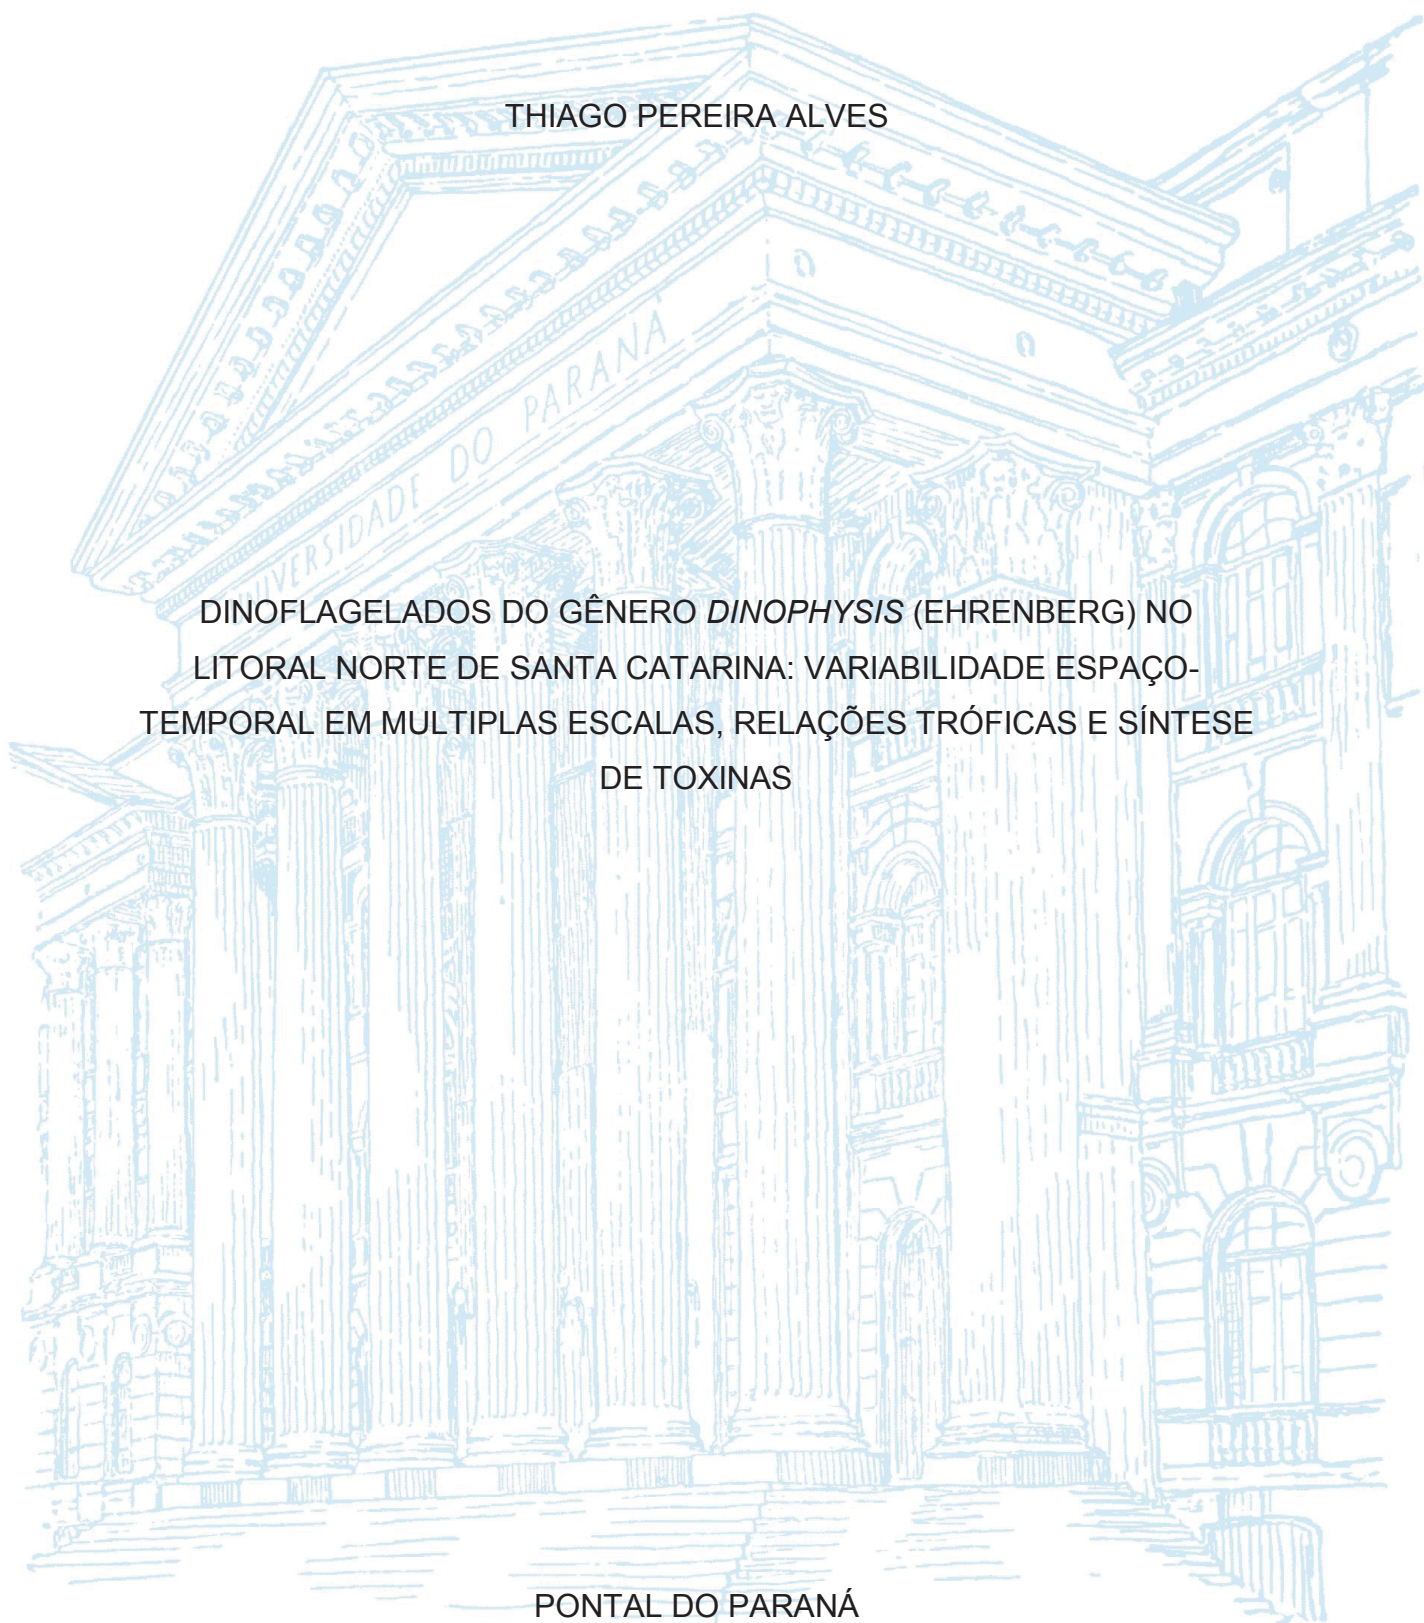 THIAGO PEREIRA ALVES
UNIVERSIDADE DO PARANÁ
DINOFLAGELADOS DO GÊNERO DINOPHYSIS (EHRENBERG) NO
LITORAL NORTE DE SANTA CATARINA: VARIABILIDADE ESPAÇO-
TEMPORAL EM MULTIPLAS ESCALAS, RELAÇÕES TRÓFICAS E SÍNTESE
DE TOXINAS
PONTAL DO PARANÁ